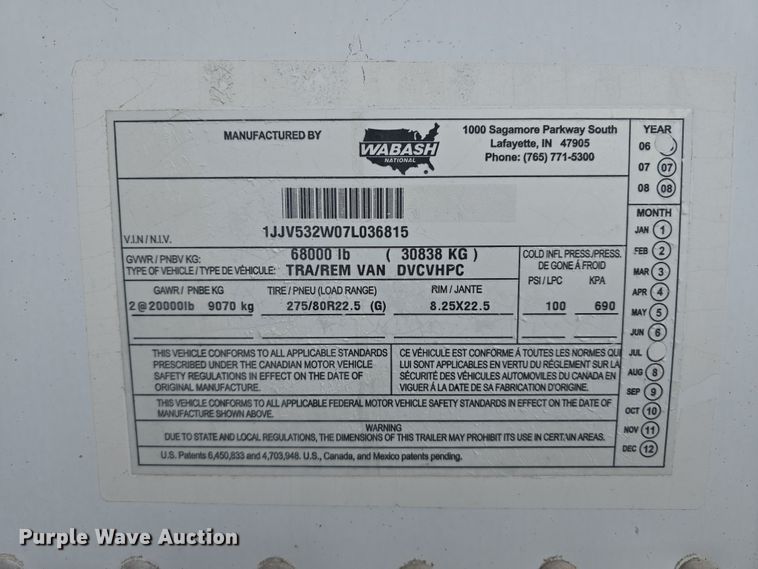 MANUFACTURED BY
WABASH
NATIONAL
1000 Sagamore Parkway South
Lafayette, IN 47905
Phone: (765) 771-5300
1JJV532W07L036815
V.I.N / N.I.V.
GVWR / PNBV KG: 68000 lb ( 30838 KG )
TYPE OF VEHICLE / TYPE DE VÉHICULE: TRA/REM VAN DVCVHPC
COLD INFL PRESS./PRESS.
DE GONE À FROID
GAWR / PNBE KG TIRE / PNEU (LOAD RANGE) RIM / JANTE PSI / LPC KPA
2@20000lb 9070 kg 275/80R22.5 (G) 8.25X22.5 100 690
THIS VEHICLE CONFORMS TO ALL APPLICABLE STANDARDS
PRESCRIBED UNDER THE CANADIAN MOTOR VEHICLE
SAFETY REGULATIONS IN EFFECT ON THE DATE OF
ORIGINAL MANUFACTURE.
CE VÉHICULE EST CONFORME À TOUTES LES NORMES QUI
LUI SONT APPLICABLES EN VERTU DU RÈGLEMENT SUR LA
SÉCURITÉ DES VÉHICULES AUTOMOBILES DU CANADA EN
VIGUER À LA DATE DE SA FABRICATION D'ORIGINE.
THIS VEHICLE CONFORMS TO ALL APPLICABLE FEDERAL MOTOR VEHICLE SAFETY STANDARDS IN EFFECT ON THE DATE OF
MANUFACTURE SHOWN ABOVE.
WARNING
DUE TO STATE AND LOCAL REGULATIONS, THE DIMENSIONS OF THIS TRAILER MAY PROHIBIT ITS USE IN CERTAIN AREAS.
U.S. Patents 6,450,833 and 4,703,948. U.S., Canada, and Mexico patents pending.
YEAR
06
07 07
08 08
MONTH
JAN 1
FEB 2
MAR 3
APR 4
MAY 5
JUN 6
JUL
AUG 8
SEP 9
OCT 10
NOV 11
DEC 12
Purple Wave Auction